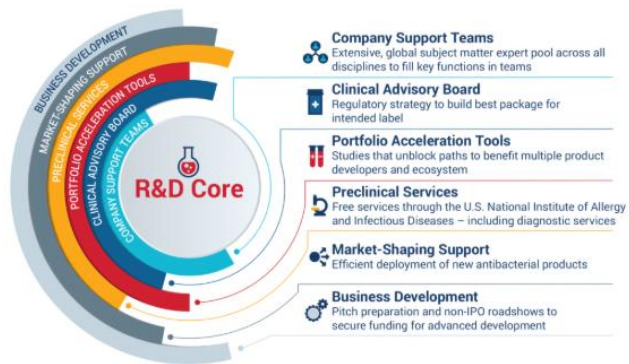 BUSINESS DEVELOPMENT
MARKET-SHAPING SUPPORT
PRECLINICAL SERVICES
PORTFOLIO ACCELERATION TOOLS
CLINICAL ADVISORY BOARD
COMPANY SUPPORT TEAMS
R&D Core
Company Support Teams
Extensive, global subject matter expert pool across all
disciplines to fill key functions in teams
Clinical Advisory Board
Regulatory strategy to build best package for
intended label
Portfolio Acceleration Tools
Studies that unblock paths to benefit multiple product
developers and ecosystem
Preclinical Services
Free services through the U.S. National Institute of Allergy
and Infectious Diseases – including diagnostic services
Market-Shaping Support
Efficient deployment of new antibacterial products
Business Development
Pitch preparation and non-IPO roadshows to
secure funding for advanced development